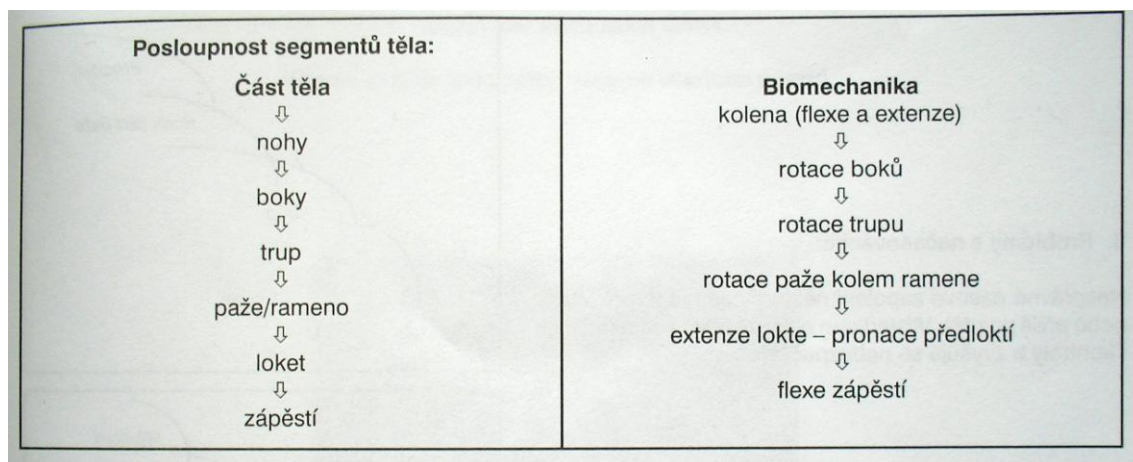 Posloupnost segmentů těla:
Část těla
⇩
nohy
⇩
boky
⇩
trup
⇩
paže/rameno
⇩
loket
⇩
zápěstí
Biomechanika
kolena (flexe a extenze)
⇩
rotace boků
⇩
rotace trupu
⇩
rotace paže kolem ramene
⇩
extenze lokte – pronace předloktí
⇩
flexe zápěstí